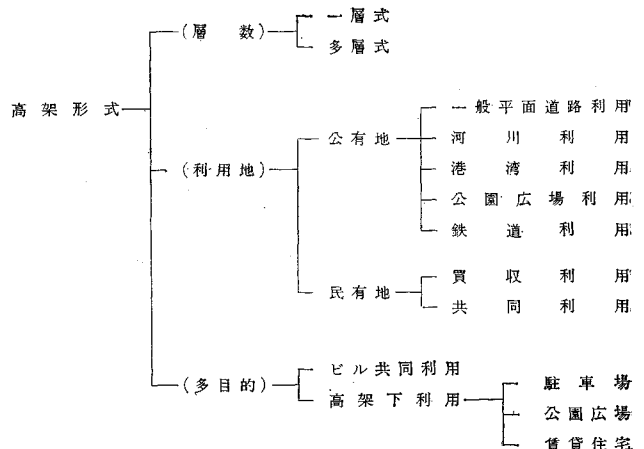 一層式
(層数)
多層式
高架形式
一般平面道路利用
公有地
河川利用
(利用地)
港湾利用
公園広場利用
鉄道利用
買収利用
民有地
共同利用
ビル共同利用
(多目的)
高架下利用
駐車場
公園広場
賃貸住宅